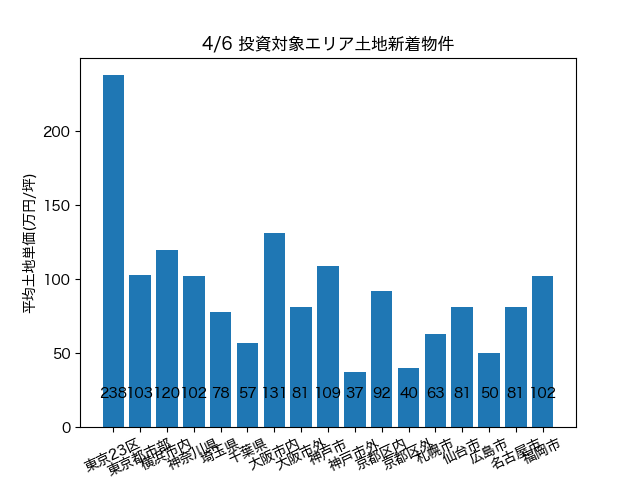 4/6 投資対象エリア土地新着物件
平均土地単価(万円/坪)
200
150
100
50
0
238 103 120 102 78 57 131 81 109 37 92 40 63 81 50 81 102
東京23区 東京都市部 横浜市内 神奈川県 埼玉県 千葉県 大阪市内 大阪市外 神戸市 神戸市外 京都区内 京都区外 札幌市 仙台市 広島市 名古屋市 福岡市